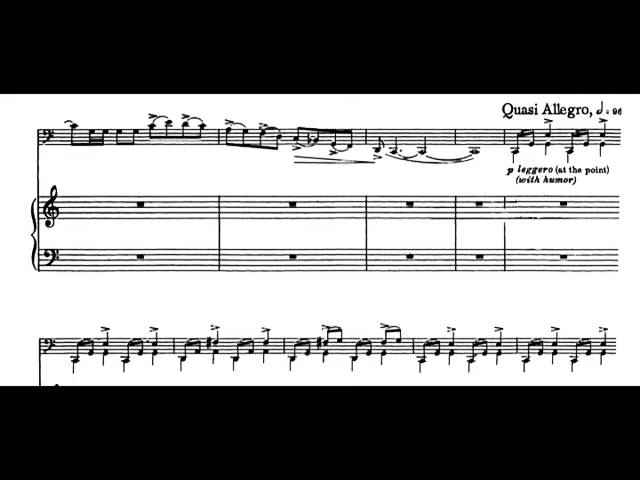 Quasi Allegro, 𝅗𝅥 = 96
p leggero (at the point)
(with humor)